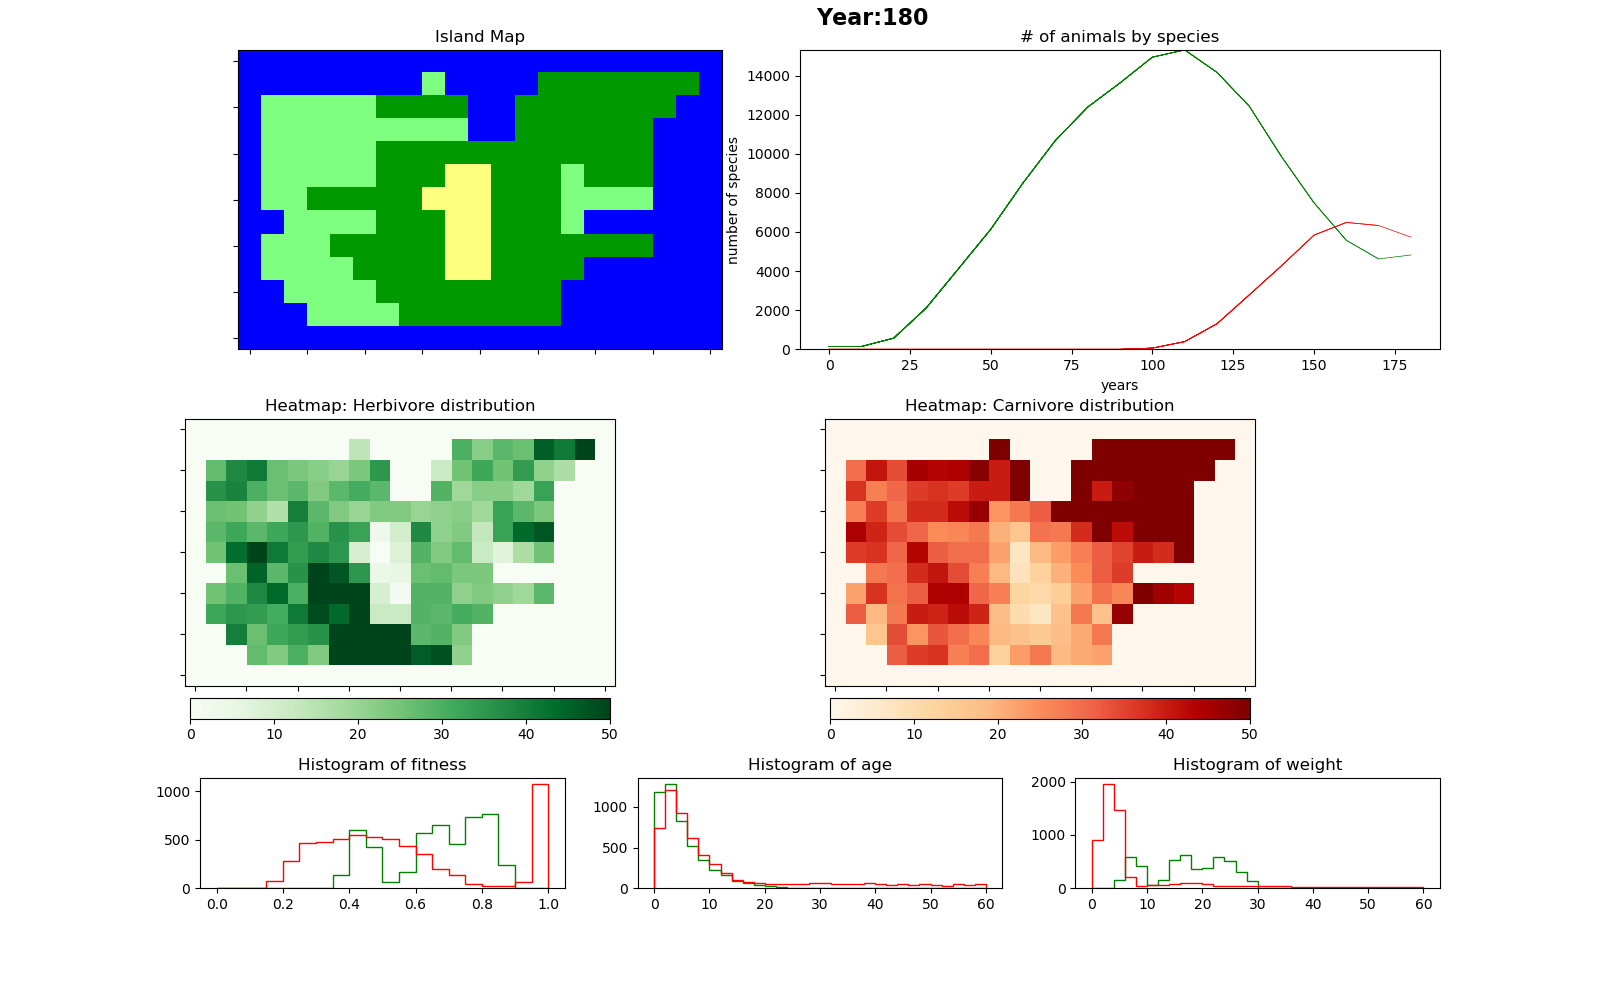 Year:180
Island Map
# of animals by species
number of species
14000
12000
10000
8000
6000
4000
2000
0
0 25 50 75 100 125 150 175
years
Heatmap: Herbivore distribution
Heatmap: Carnivore distribution
0 10 20 30 40 50
0 10 20 30 40 50
Histogram of fitness
1000
500
0
0.0 0.2 0.4 0.6 0.8 1.0
Histogram of age
1000
500
0
0 10 20 30 40 50 60
Histogram of weight
2000
1000
0
0 10 20 30 40 50 60